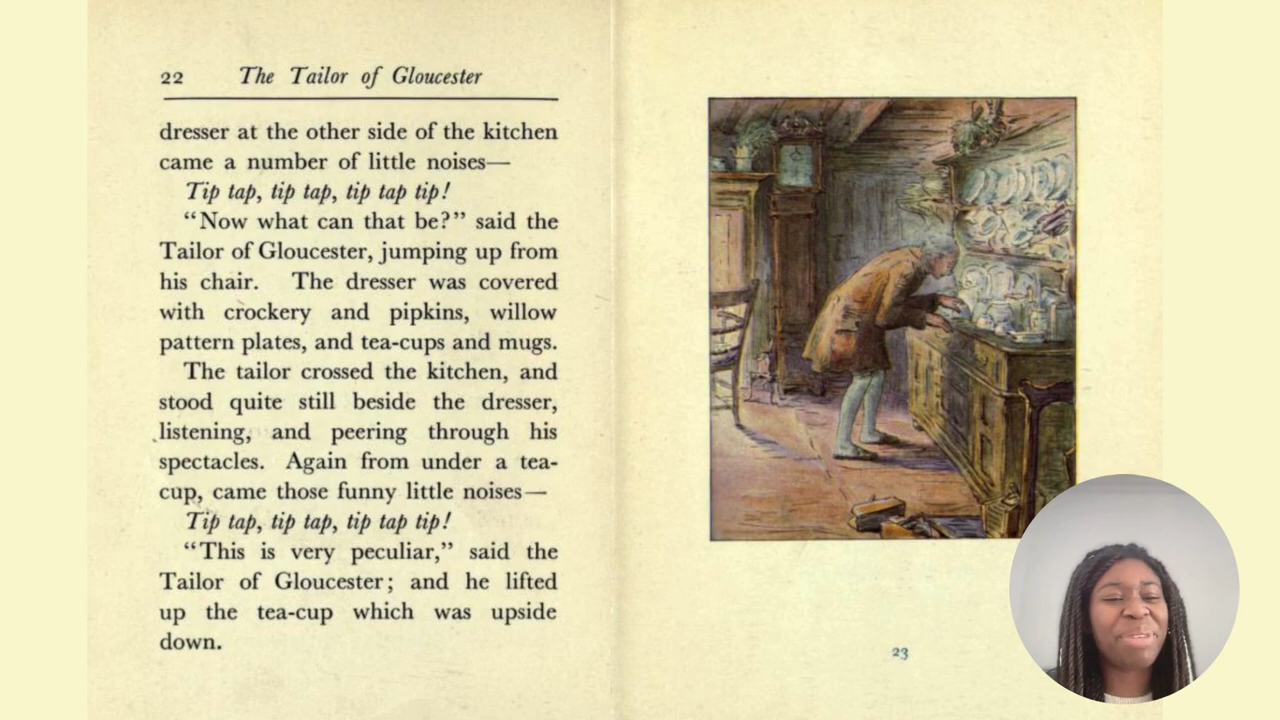 22 The Tailor of Gloucester
dresser at the other side of the kitchen
came a number of little noises—
Tip tap, tip tap, tip tap tip!
“Now what can that be?” said the
Tailor of Gloucester, jumping up from
his chair. The dresser was covered
with crockery and pipkins, willow
pattern plates, and tea-cups and mugs.
The tailor crossed the kitchen, and
stood quite still beside the dresser,
listening, and peering through his
spectacles. Again from under a tea-
cup, came those funny little noises—
Tip tap, tip tap, tip tap tip!
“This is very peculiar,” said the
Tailor of Gloucester; and he lifted
up the tea-cup which was upside
down.
23